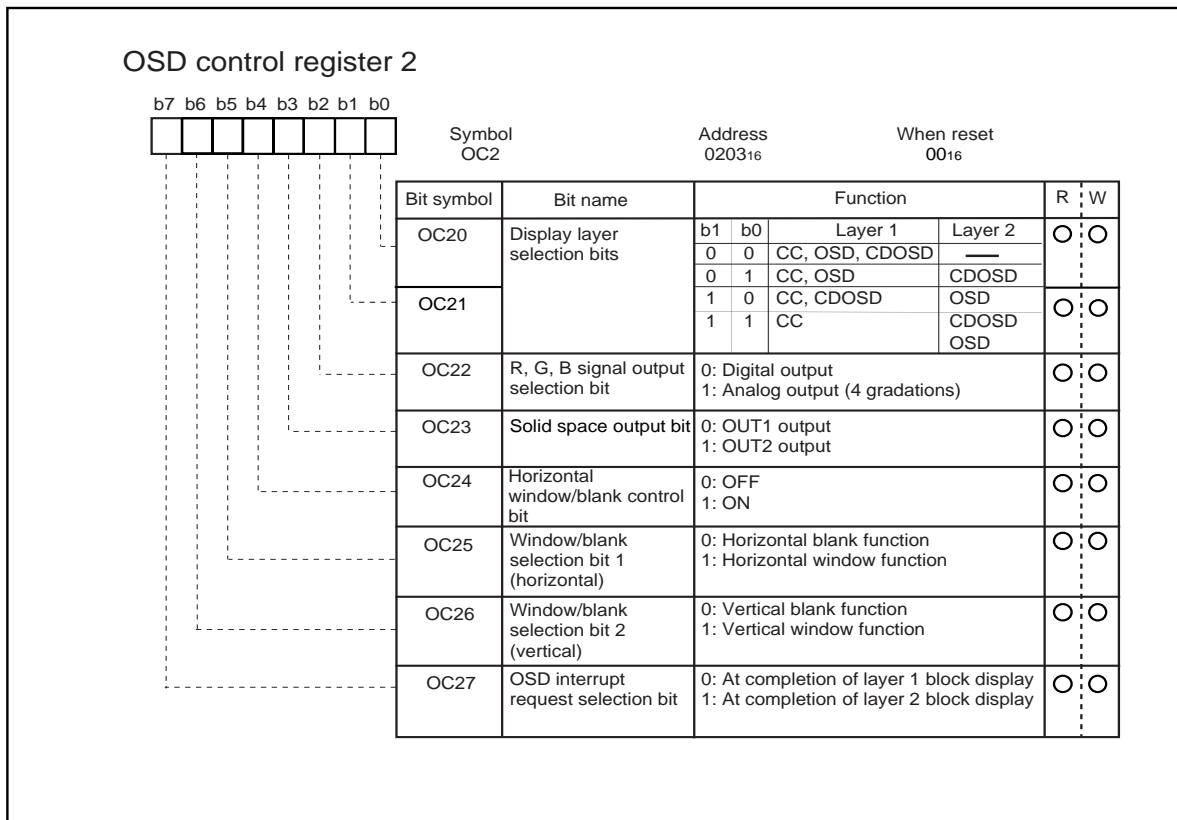 OSD control register 2
b7 b6 b5 b4 b3 b2 b1 b0
Symbol Address When reset
OC2 020316 0016
Bit symbol Bit name Function R W
OC20 Display layer selection bits
b1 b0 Layer 1 Layer 2
0 0 CC, OSD, CDOSD —
0 1 CC, OSD CDOSD
OC21
1 0 CC, CDOSD OSD
1 1 CC CDOSD
OSD
OC22 R, G, B signal output 0: Digital output
selection bit 1: Analog output (4 gradations)
OC23 Solid space output bit 0: OUT1 output
1: OUT2 output
OC24 Horizontal 0: OFF
window/blank control 1: ON
bit
OC25 Window/blank 0: Horizontal blank function
selection bit 1 1: Horizontal window function
(horizontal)
OC26 Window/blank 0: Vertical blank function
selection bit 2 1: Vertical window function
(vertical)
OC27 OSD interrupt 0: At completion of layer 1 block display
request selection bit 1: At completion of layer 2 block display